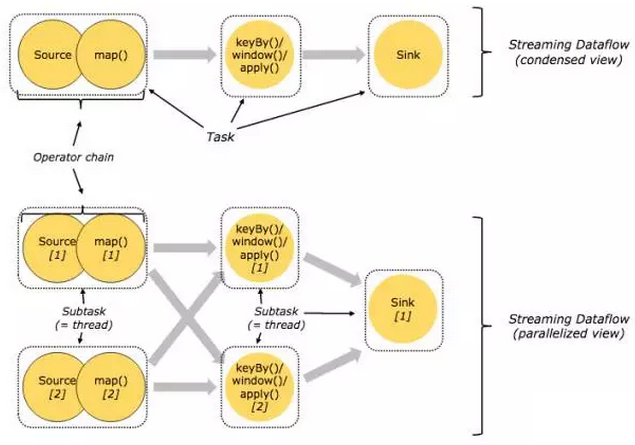 Source
map()
keyBy()/
window()/
apply()
Sink
Streaming Dataflow
(condensed view)
Task
Operator chain
Source
[1]
map()
[1]
keyBy()/
window()/
apply()
[1]
Subtask
(= thread)
Subtask
(= thread)
Sink
[1]
Streaming Dataflow
(parallelized view)
Source
[2]
map()
[2]
keyBy()/
window()/
apply()
[2]